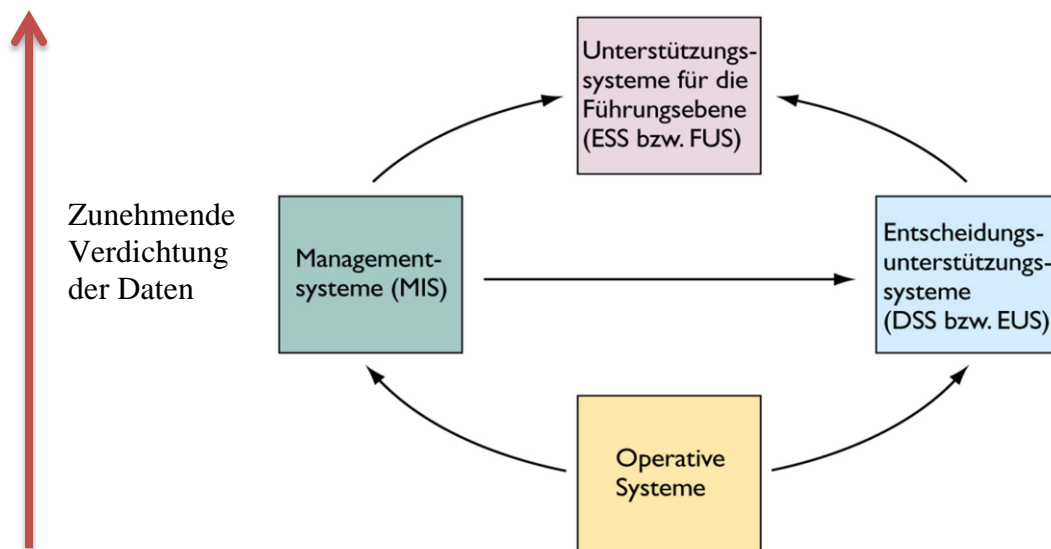 Unterstützungs-
systeme für die
Führungsebene
(ESS bzw. FUS)
Zunehmende
Verdichtung
der Daten
Management-
systeme (MIS)
Entscheidungs-
unterstützungs-
systeme
(DSS bzw. EUS)
Operative
Systeme